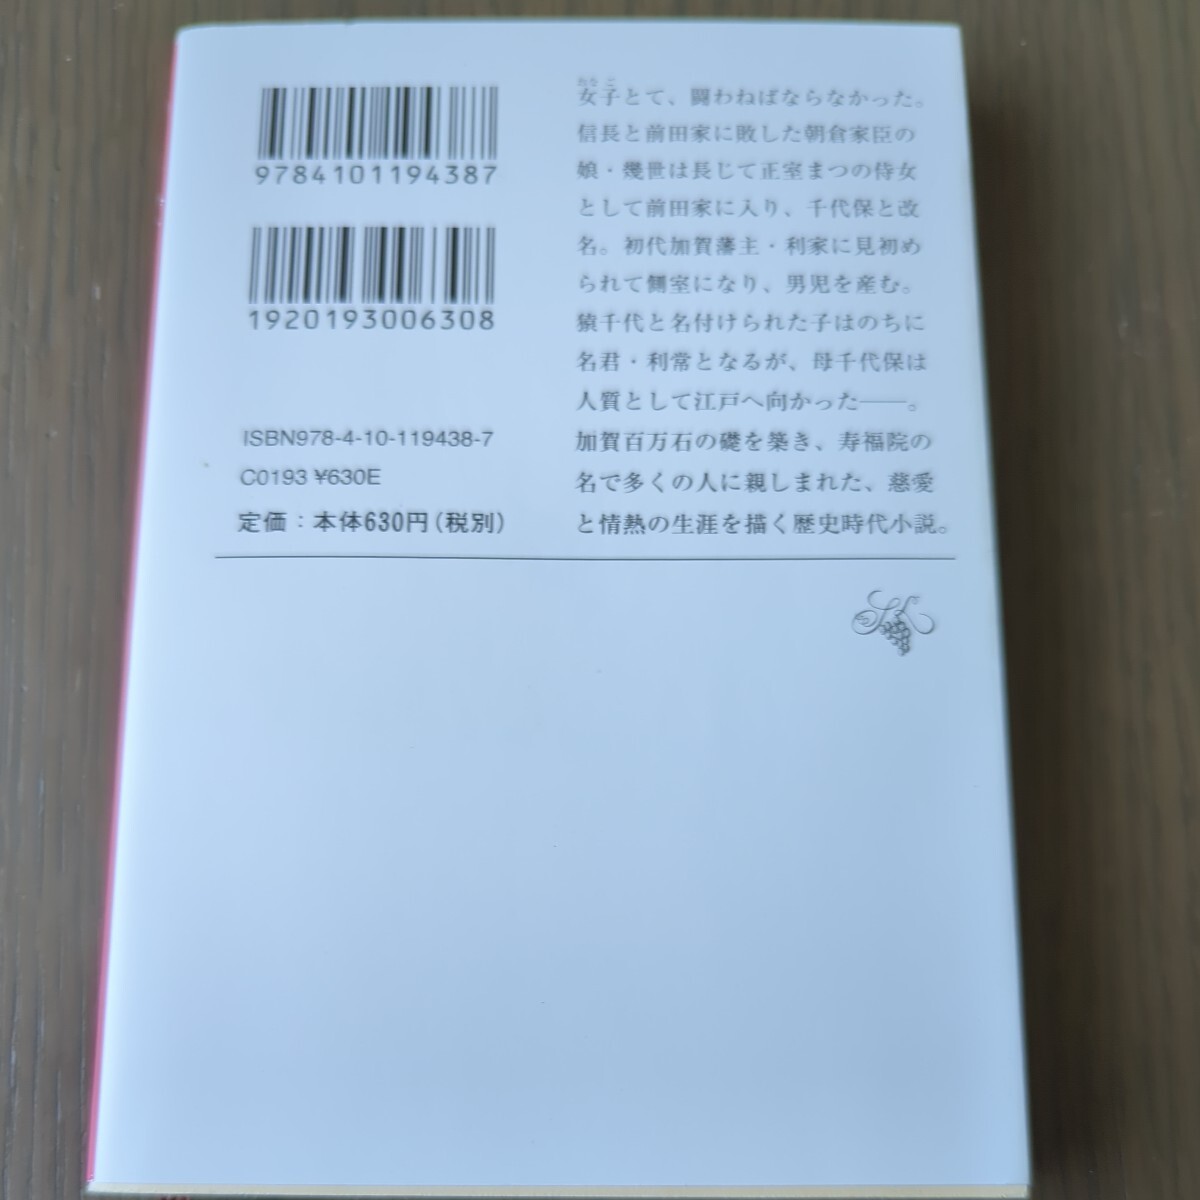 9784101194387
1920193006308
ISBN978-4-10-119438-7
C0193 ¥630E
定価：本体630円（税別）
おなご
女子とて、闘わねばならなかった。
信長と前田家に敗した朝倉家臣の
娘・幾世は長じて正室まつの侍女
として前田家に入り、千代保と改
名。初代加賀藩主・利家に見初め
られて側室になり、男児を産む。
猿千代と名付けられた子はのちに
名君・利常となるが、母千代保は
人質として江戸へ向かった――。
加賀百万石の礎を築き、寿福院の
名で多くの人に親しまれた、慈愛
と情熱の生涯を描く歴史時代小説。